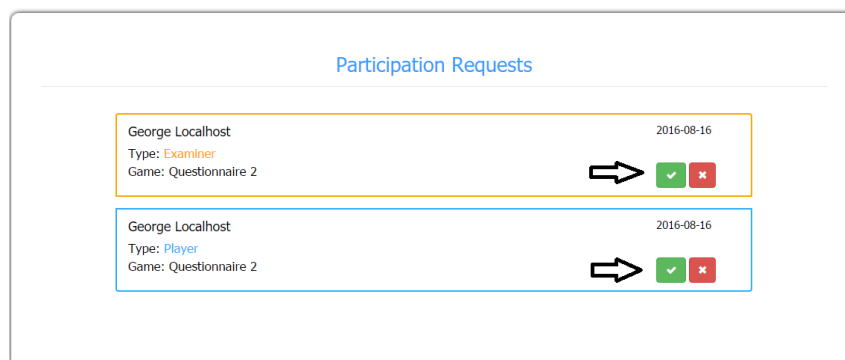 Participation Requests
George Localhost
2016-08-16
Type: Examiner
Game: Questionnaire 2
George Localhost
2016-08-16
Type: Player
Game: Questionnaire 2